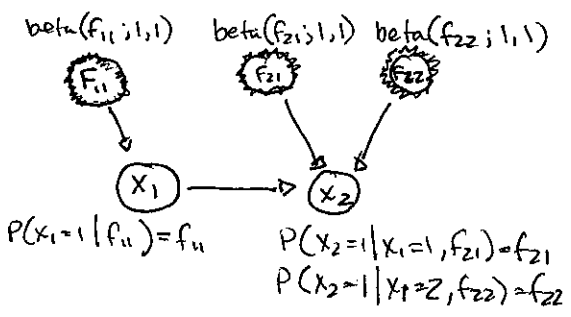 beta(f₁₁;1,1) beta(f₂₁;1,1) beta(f₂₂;1,1)
F₁₁ F₂₁ F₂₂
X₁ X₂
P(X₁=1|f₁₁)=f₁₁
P(X₂=1|X₁=1,f₂₁)=f₂₁
P(X₂=1|X₁=2,f₂₂)=f₂₂